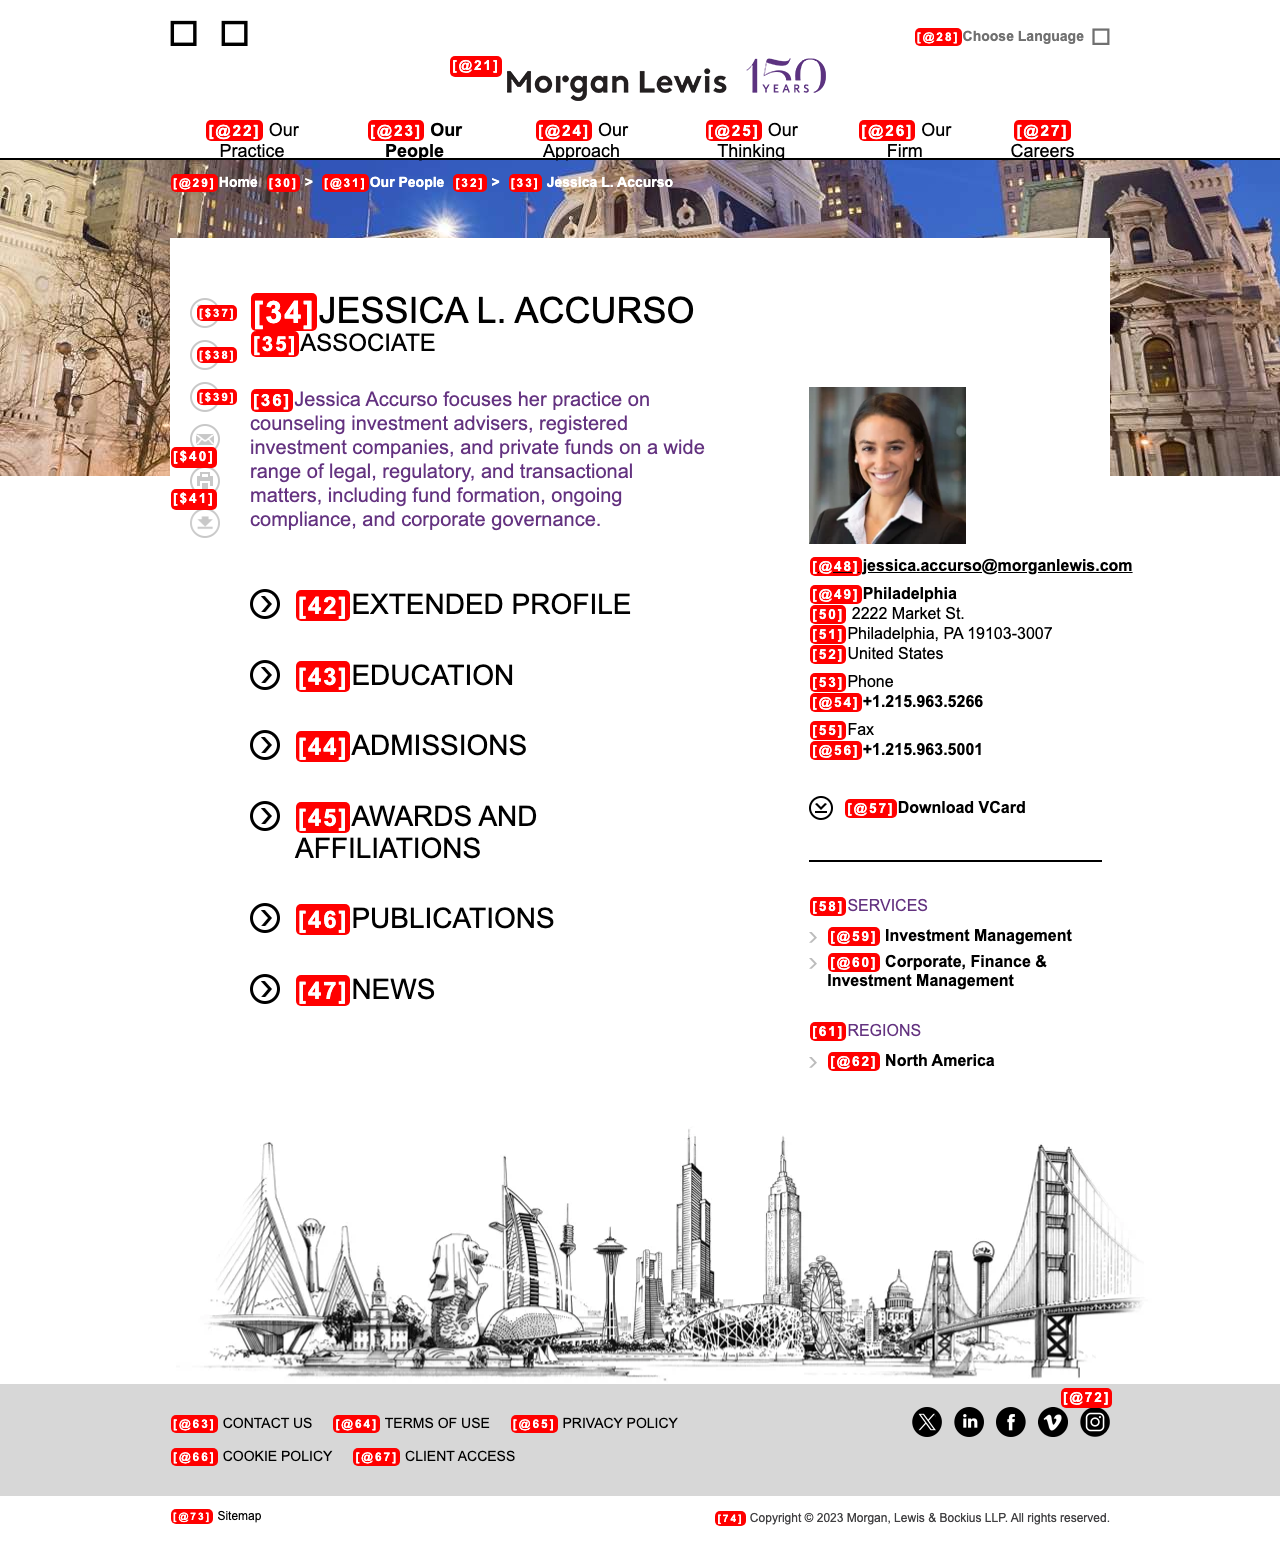 [@28] Choose Language
[@21] Morgan Lewis 150 YEARS
[@22] Our Practice
[@23] Our People
[@24] Our Approach
[@25] Our Thinking
[@26] Our Firm
[@27] Careers
[@29] Home [30] > [@31] Our People [32] > [33] Jessica L. Accurso
[$37]
[$38]
[$39]
[$40]
[$41]
[34] JESSICA L. ACCURSO
[35] ASSOCIATE
[36] Jessica Accurso focuses her practice on
counseling investment advisers, registered
investment companies, and private funds on a wide
range of legal, regulatory, and transactional
matters, including fund formation, ongoing
compliance, and corporate governance.
[42] EXTENDED PROFILE
[43] EDUCATION
[44] ADMISSIONS
[45] AWARDS AND
AFFILIATIONS
[46] PUBLICATIONS
[47] NEWS
[@48] jessica.accurso@morganlewis.com
[@49] Philadelphia
[50] 2222 Market St.
[51] Philadelphia, PA 19103-3007
[52] United States
[53] Phone
[@54] +1.215.963.5266
[55] Fax
[@56] +1.215.963.5001
[@57] Download VCard
[58] SERVICES
[@59] Investment Management
[@60] Corporate, Finance &
Investment Management
[61] REGIONS
[@62] North America
[@72]
[@63] CONTACT US [@64] TERMS OF USE [@65] PRIVACY POLICY
[@66] COOKIE POLICY [@67] CLIENT ACCESS
[@73] Sitemap
[74] Copyright © 2023 Morgan, Lewis & Bockius LLP. All rights reserved.